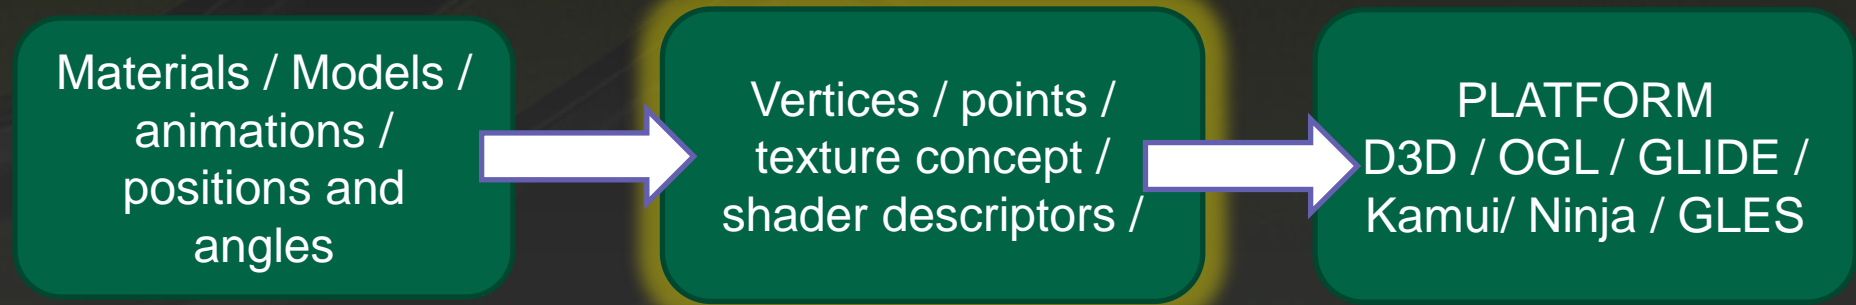 Materials / Models /
animations /
positions and
angles
Vertices / points /
texture concept /
shader descriptors /
PLATFORM
D3D / OGL / GLIDE /
Kamui/ Ninja / GLES